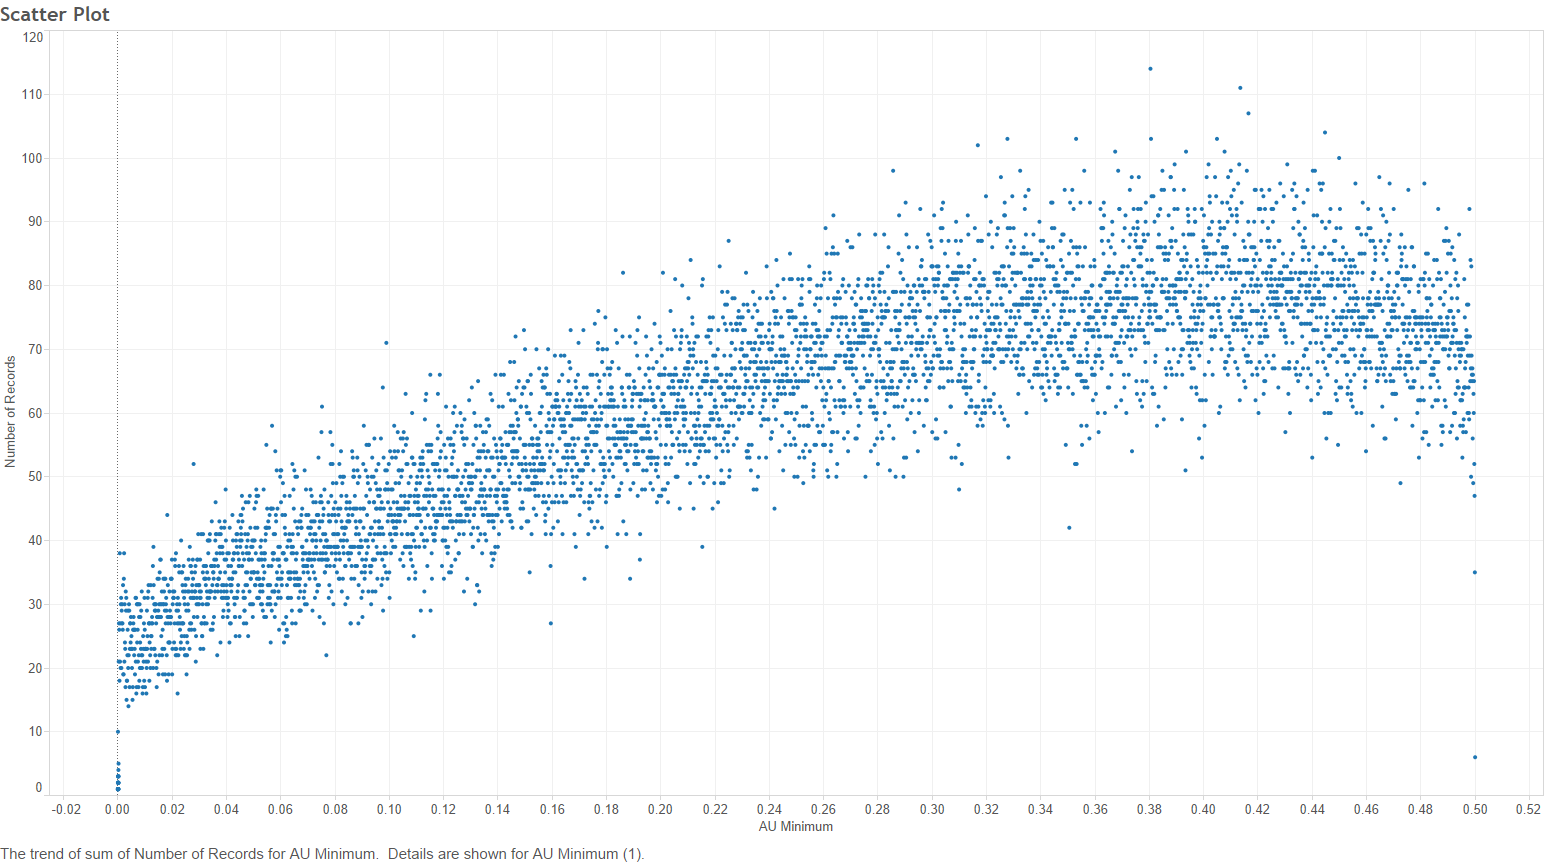 Scatter Plot
120
110
100
90
80
70
60
50
40
30
20
10
0
Number of Records
-0.02 0.00 0.02 0.04 0.06 0.08 0.10 0.12 0.14 0.16 0.18 0.20 0.22 0.24 0.26 0.28 0.30 0.32 0.34 0.36 0.38 0.40 0.42 0.44 0.46 0.48 0.50 0.52
AU Minimum
The trend of sum of Number of Records for AU Minimum.  Details are shown for AU Minimum (1).